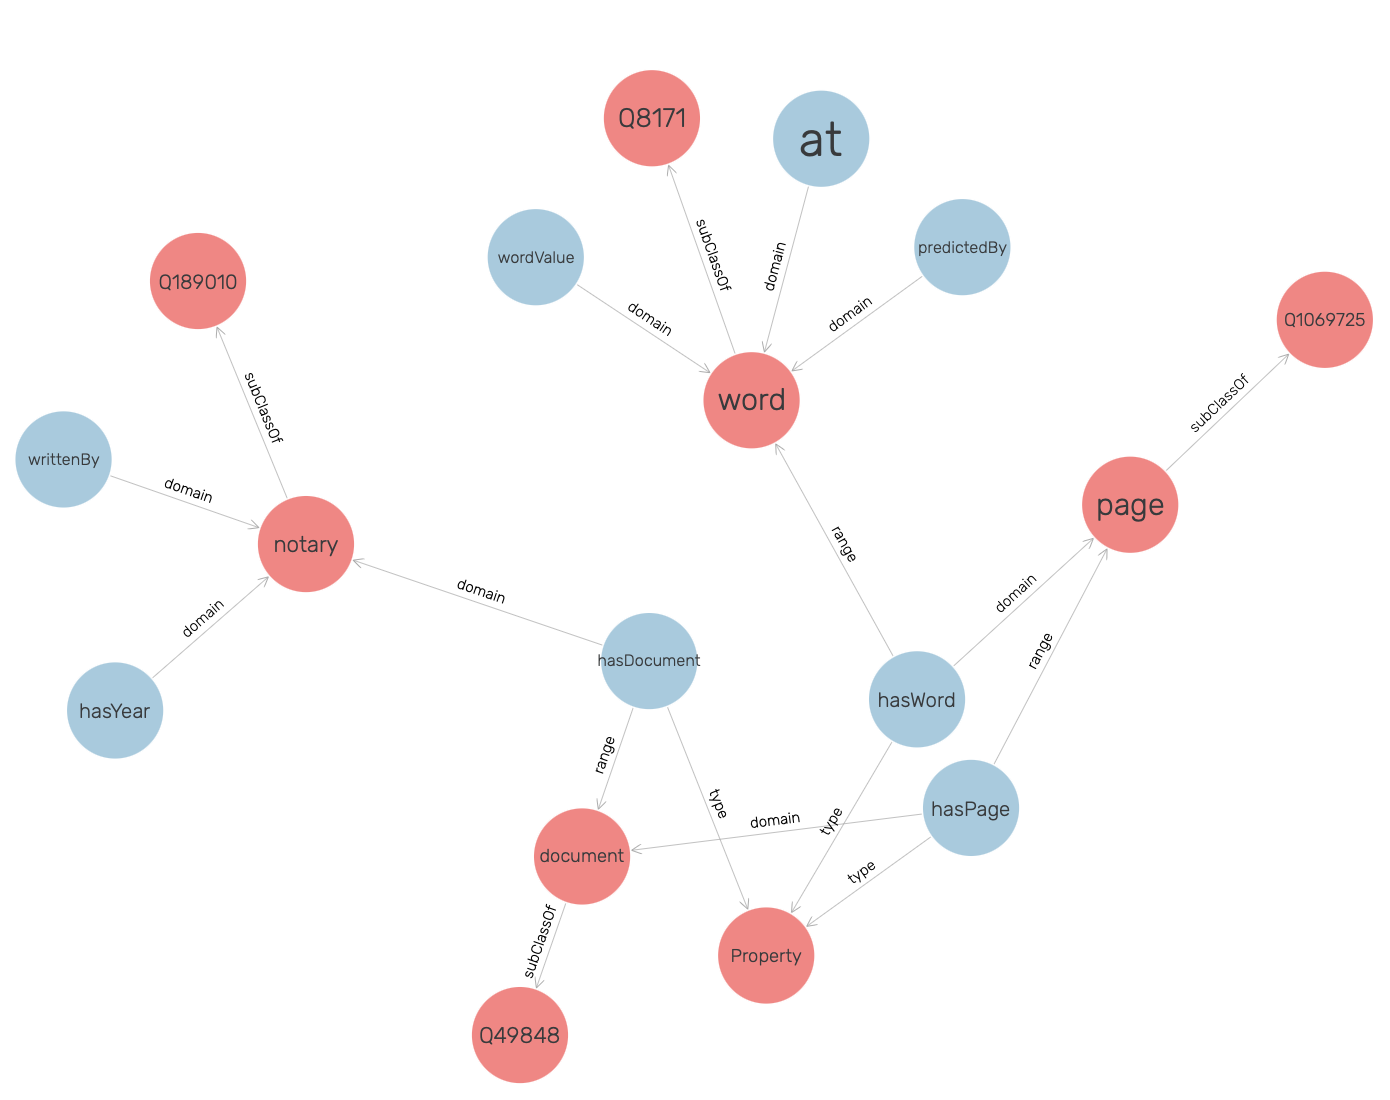 Q8171
at
subClassOf
domain
wordValue
predictedBy
domain
domain
Q189010
Q1069725
word
subClassOf
subClassOf
writtenBy
domain
page
notary
range
domain
domain
domain
range
hasDocument
hasWord
hasYear
range
type
type
domain
hasPage
document
type
subClassOf
Property
Q49848